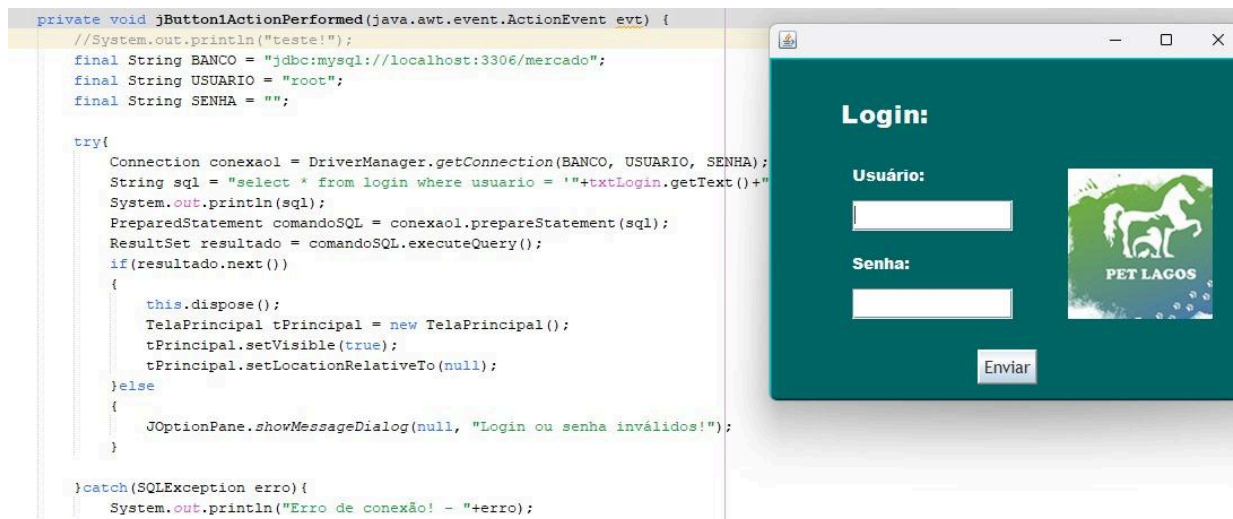 private void jButton1ActionPerformed(java.awt.event.ActionEvent evt) {
//System.out.println("teste!");
final String BANCO = "jdbc:mysql://localhost:3306/mercado";
final String USUARIO = "root";
final String SENHA = "";
try{
Connection conexao1 = DriverManager.getConnection(BANCO, USUARIO, SENHA);
String sql = "select * from login where usuario = '"+txtLogin.getText()+"
System.out.println(sql);
PreparedStatement comandoSQL = conexao1.prepareStatement(sql);
ResultSet resultado = comandoSQL.executeQuery();
if(resultado.next())
{
this.dispose();
TelaPrincipal tPrincipal = new TelaPrincipal();
tPrincipal.setVisible(true);
tPrincipal.setLocationRelativeTo(null);
}else
{
JOptionPane.showMessageDialog(null, "Login ou senha inválidos!");
}
}catch(SQLException erro){
System.out.println("Erro de conexão! - "+erro);
Login:
Usuário:
Senha:
PET LAGOS
Enviar